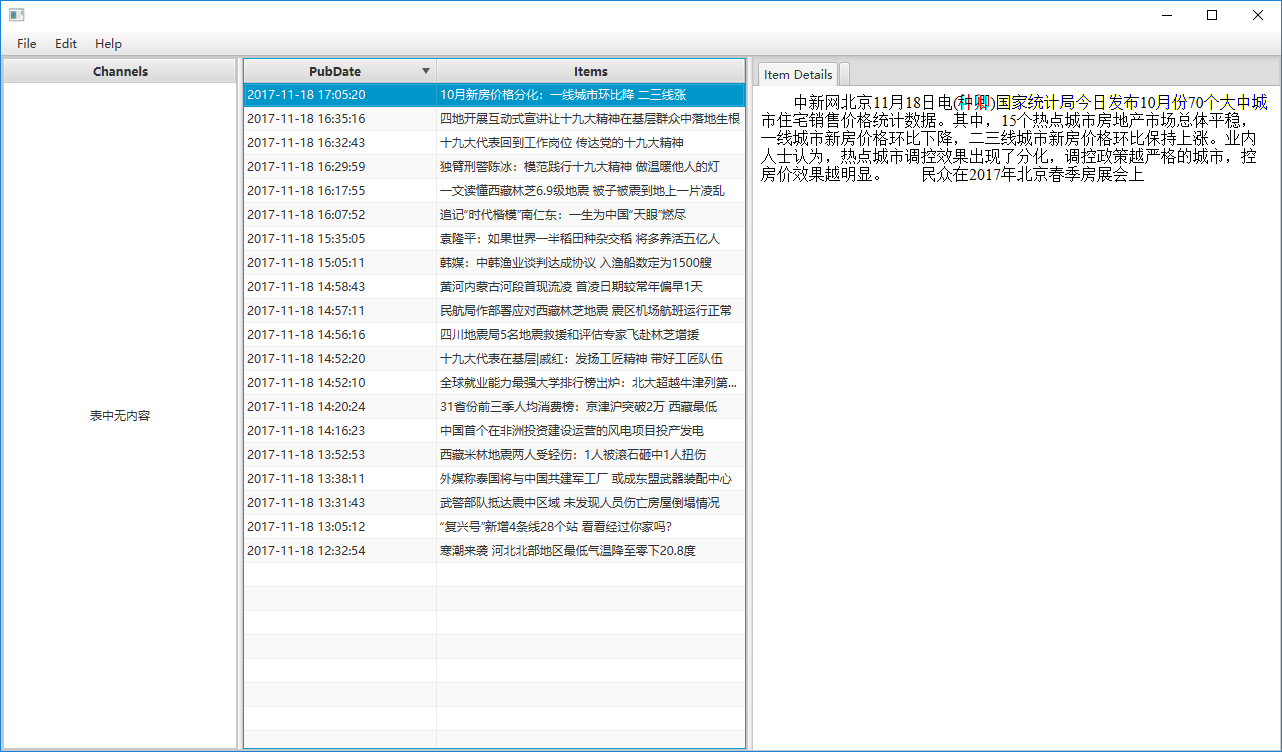 File Edit Help
Channels
表中无内容
PubDate Items
2017-11-18 17:05:20 10月新房价格分化：一线城市环比降 二三线涨
2017-11-18 16:35:16 四地开展互动式宣讲让十九大精神在基层群众中落地生根
2017-11-18 16:32:43 十九大代表回到工作岗位 传达党的十九大精神
2017-11-18 16:29:59 独臂刑警陈冰：模范践行十九大精神 做温暖他人的灯
2017-11-18 16:17:55 一文读懂西藏林芝6.9级地震 被子被震到地上一片凌乱
2017-11-18 16:07:52 追记“时代楷模”南仁东：一生为中国“天眼”燃尽
2017-11-18 15:35:05 袁隆平：如果世界一半稻田种杂交稻 将多养活五亿人
2017-11-18 15:05:11 韩媒：中韩渔业谈判达成协议 入渔船数定为1500艘
2017-11-18 14:58:43 黄河内蒙古河段首现流凌 首凌日期较常年偏早1天
2017-11-18 14:57:11 民航局作部署应对西藏林芝地震 震区机场航班运行正常
2017-11-18 14:56:16 四川地震局5名地震救援和评估专家飞赴林芝增援
2017-11-18 14:52:20 十九大代表在基层|戚红：发扬工匠精神 带好工匠队伍
2017-11-18 14:52:10 全球就业能力最强大学排行榜出炉：北大超越牛津列第...
2017-11-18 14:20:24 31省份前三季人均消费榜：京津沪突破2万 西藏最低
2017-11-18 14:16:23 中国首个在非洲投资建设运营的风电项目投产发电
2017-11-18 13:52:53 西藏米林地震两人受轻伤：1人被滚石砸中1人扭伤
2017-11-18 13:38:11 外媒称泰国将与中国共建军工厂 或成东盟武器装配中心
2017-11-18 13:31:43 武警部队抵达震中区域 未发现人员伤亡房屋倒塌情况
2017-11-18 13:05:12 “复兴号”新增4条线28个站 看看经过你家吗?
2017-11-18 12:32:54 寒潮来袭 河北北部地区最低气温降至零下20.8度
Item Details
中新网北京11月18日电(种卿)国家统计局今日发布10月份70个大中城
市住宅销售价格统计数据。其中，15个热点城市房地产市场总体平稳，
一线城市新房价格环比下降，二三线城市新房价格环比保持上涨。业内
人士认为，热点城市调控效果出现了分化，调控政策越严格的城市，控
房价效果越明显。 民众在2017年北京春季房展会上